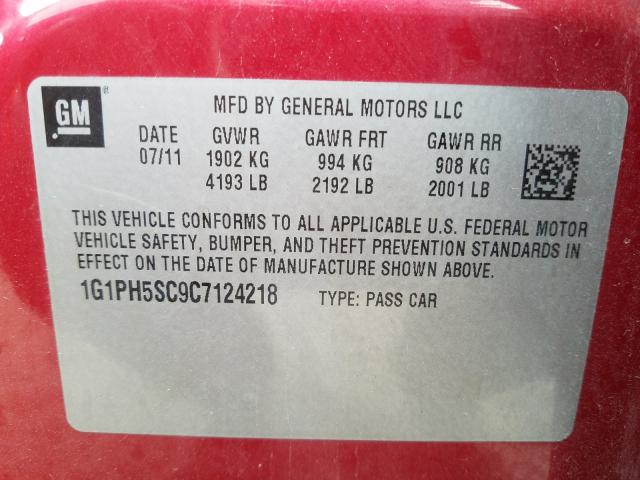 GM ®
MFD BY GENERAL MOTORS LLC
DATE GVWR GAWR FRT GAWR RR
07/11 1902 KG 994 KG 908 KG
4193 LB 2192 LB 2001 LB
THIS VEHICLE CONFORMS TO ALL APPLICABLE U.S. FEDERAL MOTOR
VEHICLE SAFETY, BUMPER, AND THEFT PREVENTION STANDARDS IN
EFFECT ON THE DATE OF MANUFACTURE SHOWN ABOVE.
1G1PH5SC9C7124218 TYPE: PASS CAR